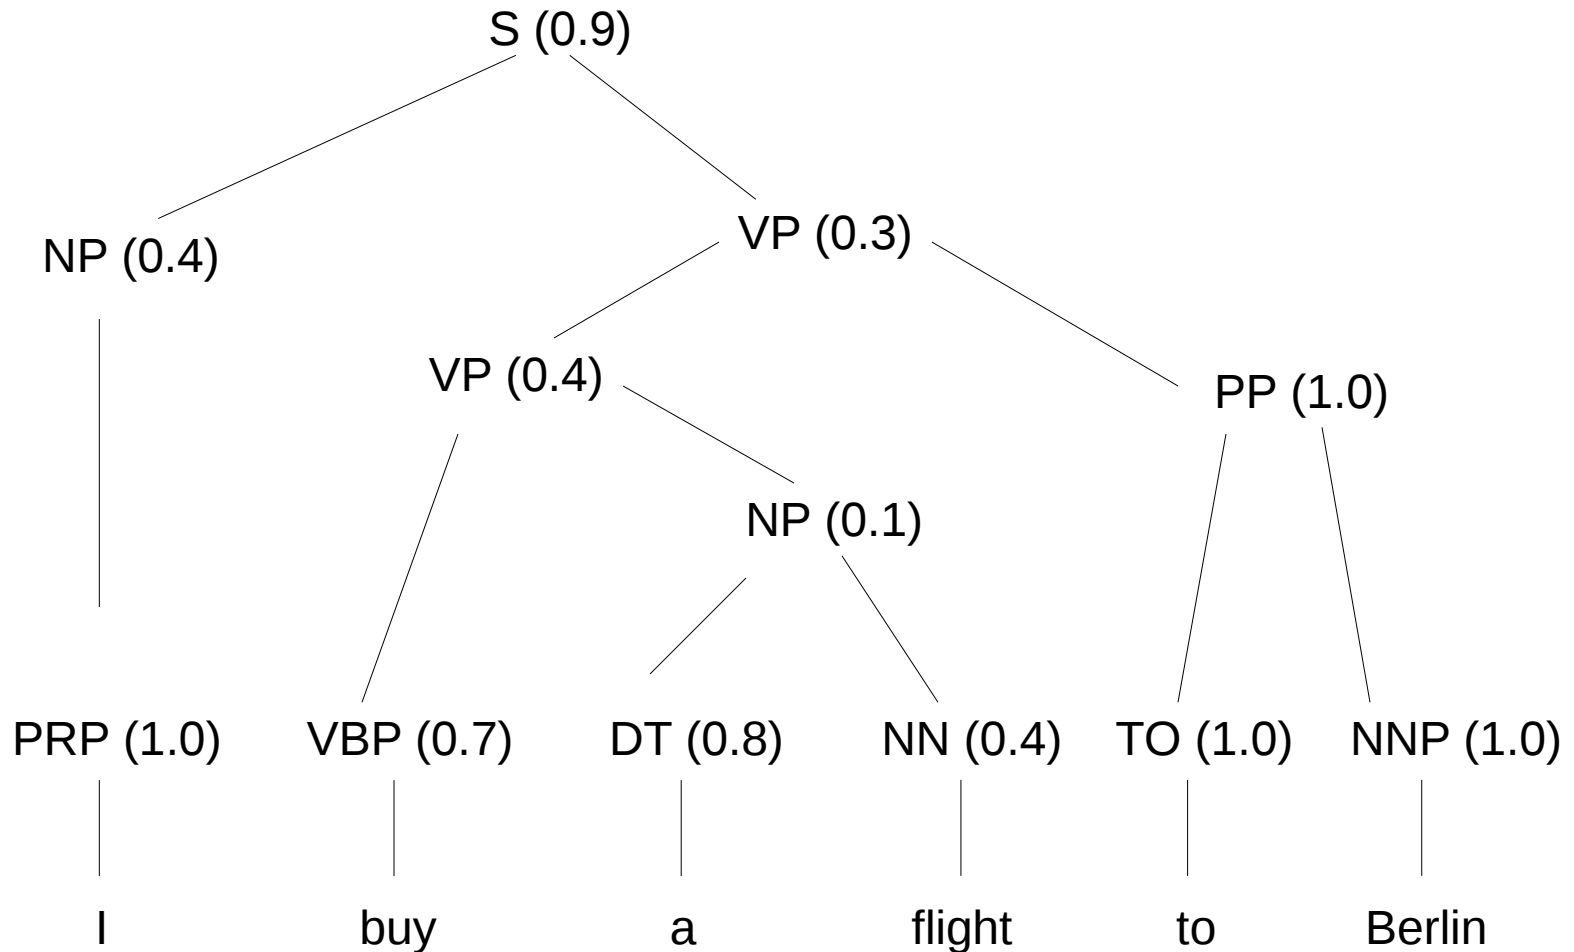 S (0.9)
NP (0.4)
VP (0.3)
VP (0.4)
PP (1.0)
NP (0.1)
PRP (1.0) VBP (0.7) DT (0.8) NN (0.4) TO (1.0) NNP (1.0)
I buy a flight to Berlin